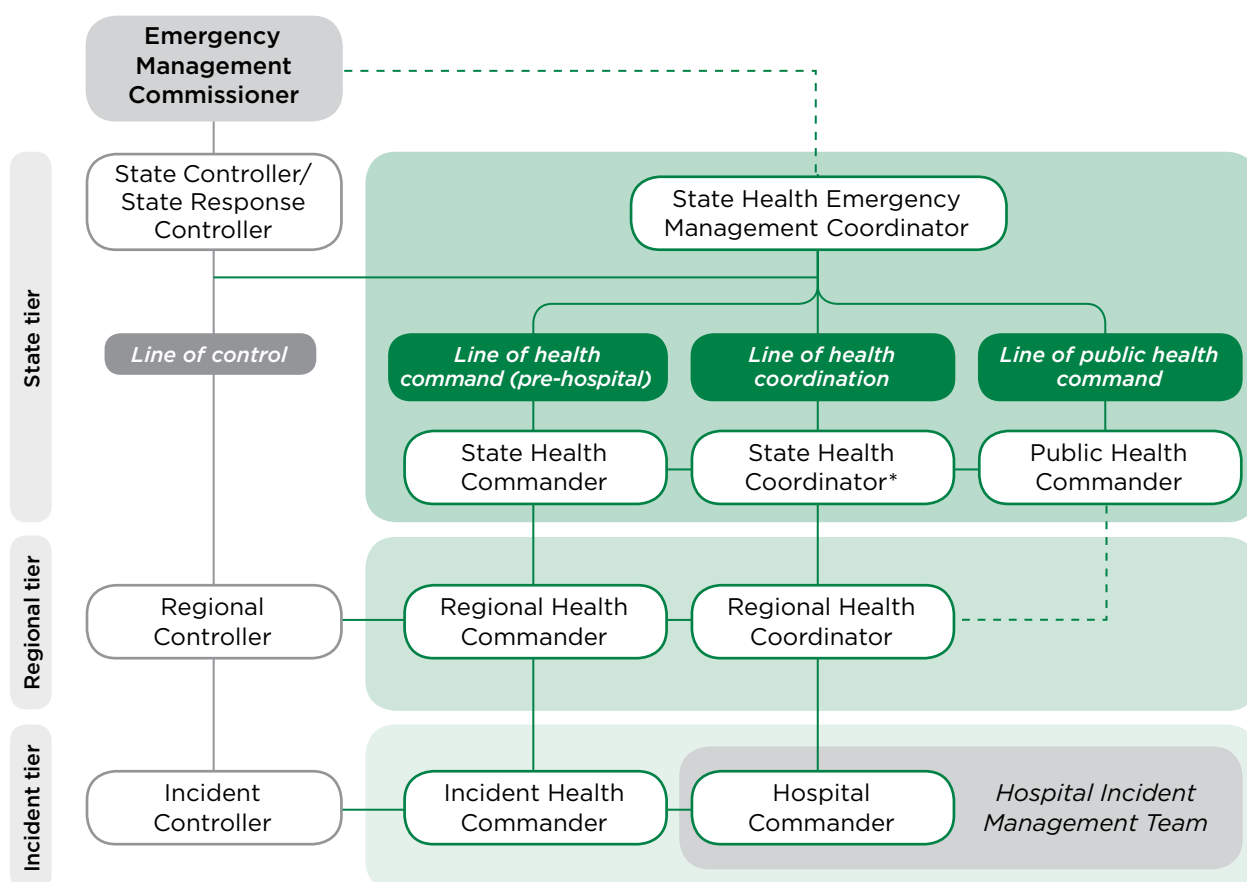 Emergency
Management
Commissioner
State tier
State Controller/
State Response
Controller
State Health Emergency
Management Coordinator
Line of control
Line of health
command (pre-hospital)
Line of health
coordination
Line of public health
command
State Health
Commander
State Health
Coordinator*
Public Health
Commander
Regional tier
Regional
Controller
Regional Health
Commander
Regional Health
Coordinator
Incident tier
Incident
Controller
Incident Health
Commander
Hospital
Commander
Hospital Incident
Management Team